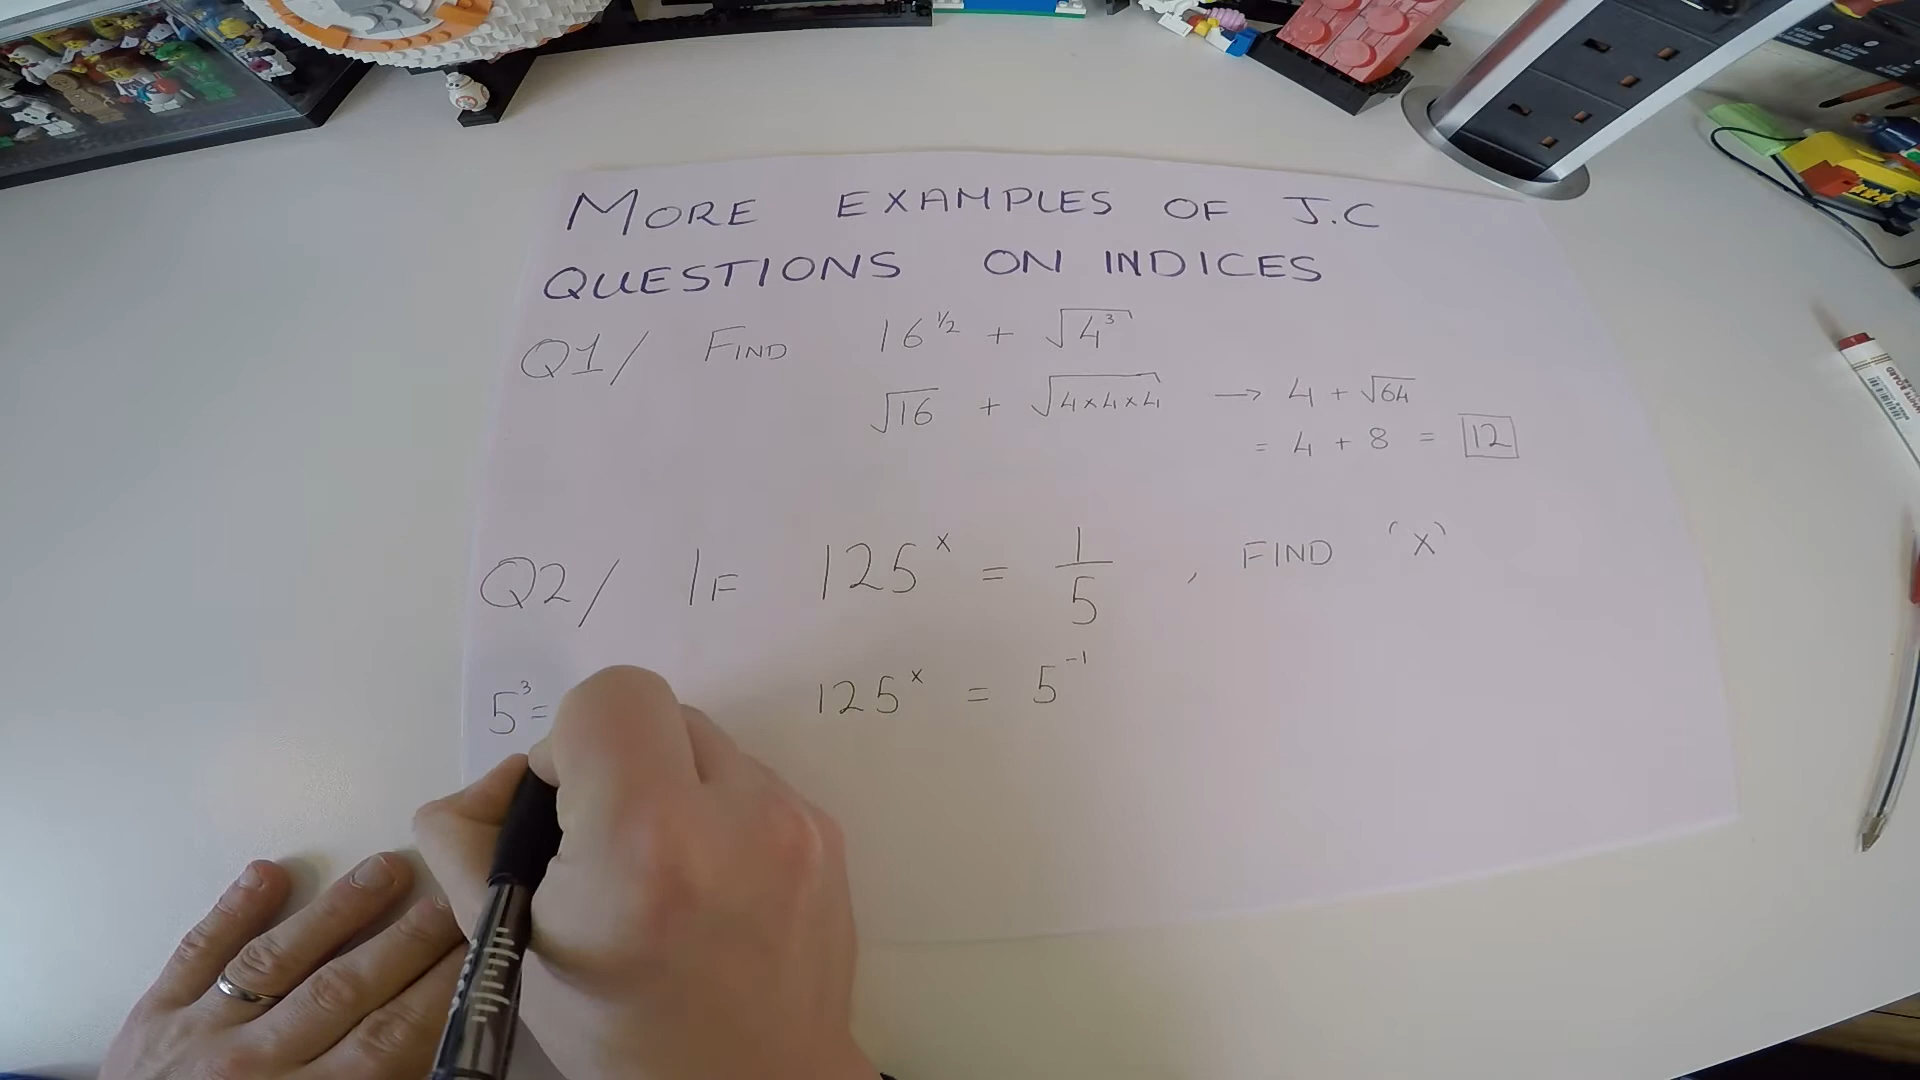 MORE EXAMPLES OF J.C
QUESTIONS ON INDICES
Q1/ FIND 16^½ + √4³
√16 + √4×4×4 → 4 + √64
= 4 + 8 = 12
Q2/ IF 125^x = 1/5 , FIND 'x'
5³= 125^x = 5⁻¹